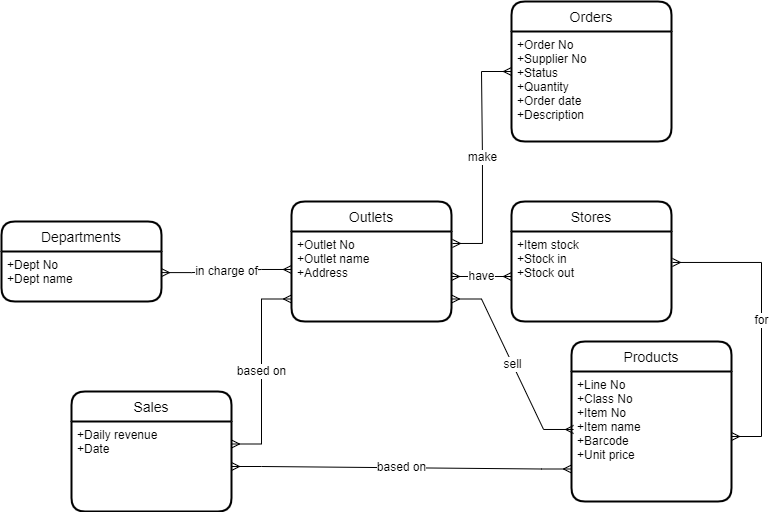 Orders
+Order No
+Supplier No
+Status
+Quantity
+Order date
+Description
make
Departments
+Dept No
+Dept name
in charge of
Outlets
+Outlet No
+Outlet name
+Address
have
Stores
+Item stock
+Stock in
+Stock out
for
sell
based on
Products
+Line No
+Class No
+Item No
+Item name
+Barcode
+Unit price
Sales
+Daily revenue
+Date
based on